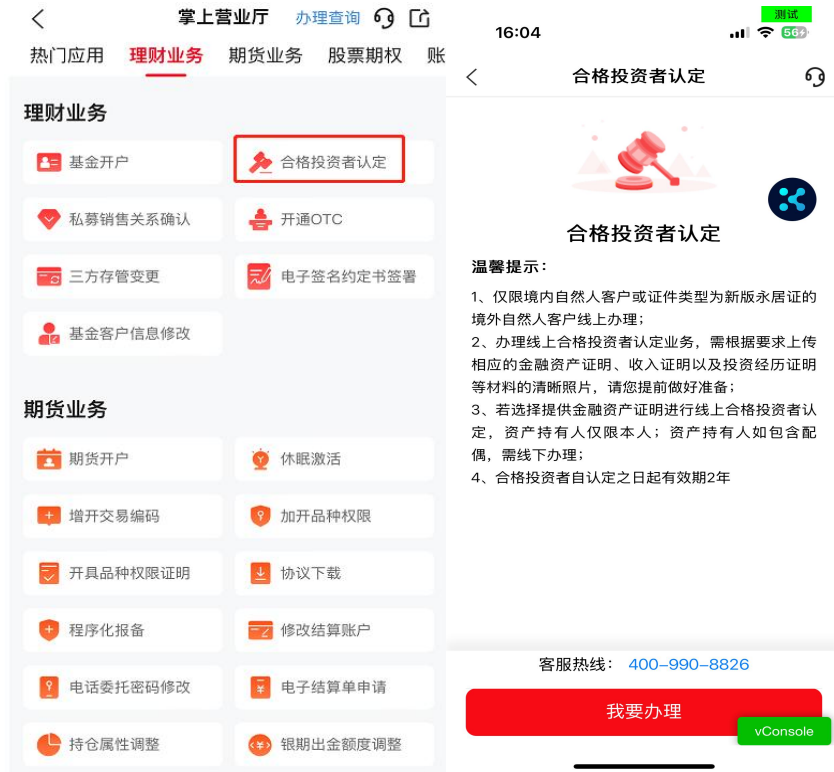 掌上营业厅 办理查询
热门应用 理财业务 期货业务 股票期权 账
理财业务
基金开户 合格投资者认定
私募销售关系确认 开通OTC
三方存管变更 电子签名约定书签署
基金客户信息修改
期货业务
期货开户 休眠激活
增开交易编码 加开品种权限
开具品种权限证明 协议下载
程序化报备 修改结算账户
电话委托密码修改 电子结算单申请
持仓属性调整 银期出金额度调整
测试
16:04 56
合格投资者认定
合格投资者认定
温馨提示：
1、仅限境内自然人客户或证件类型为新版永居证的
境外自然人客户线上办理；
2、办理线上合格投资者认定业务，需根据要求上传
相应的金融资产证明、收入证明以及投资经历证明
等材料的清晰照片，请您提前做好准备；
3、若选择提供金融资产证明进行线上合格投资者认
定，资产持有人仅限本人；资产持有人如包含配
偶，需线下办理；
4、合格投资者自认定之日起有效期2年
客服热线： 400-990-8826
我要办理
vConsole